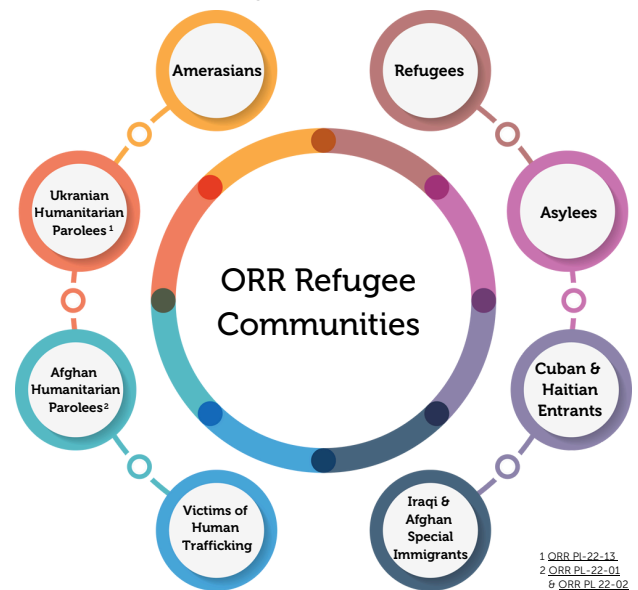 Amerasians
Refugees
Ukranian
Humanitarian
Parolees ¹
Asylees
ORR Refugee
Communities
Afghan
Humanitarian
Parolees²
Cuban &
Haitian
Entrants
Victims of
Human
Trafficking
Iraqi &
Afghan
Special
Immigrants
1 ORR PI-22-13
2 ORR PL-22-01
& ORR PL 22-02